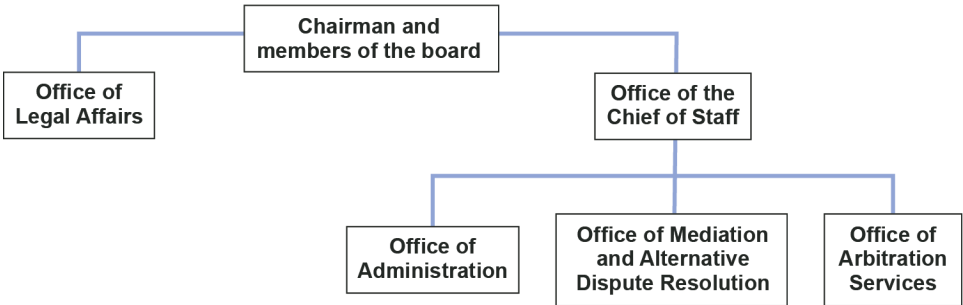 Chairman and
members of the board
Office of
Legal Affairs
Office of the
Chief of Staff
Office of
Administration
Office of Mediation
and Alternative
Dispute Resolution
Office of
Arbitration
Services